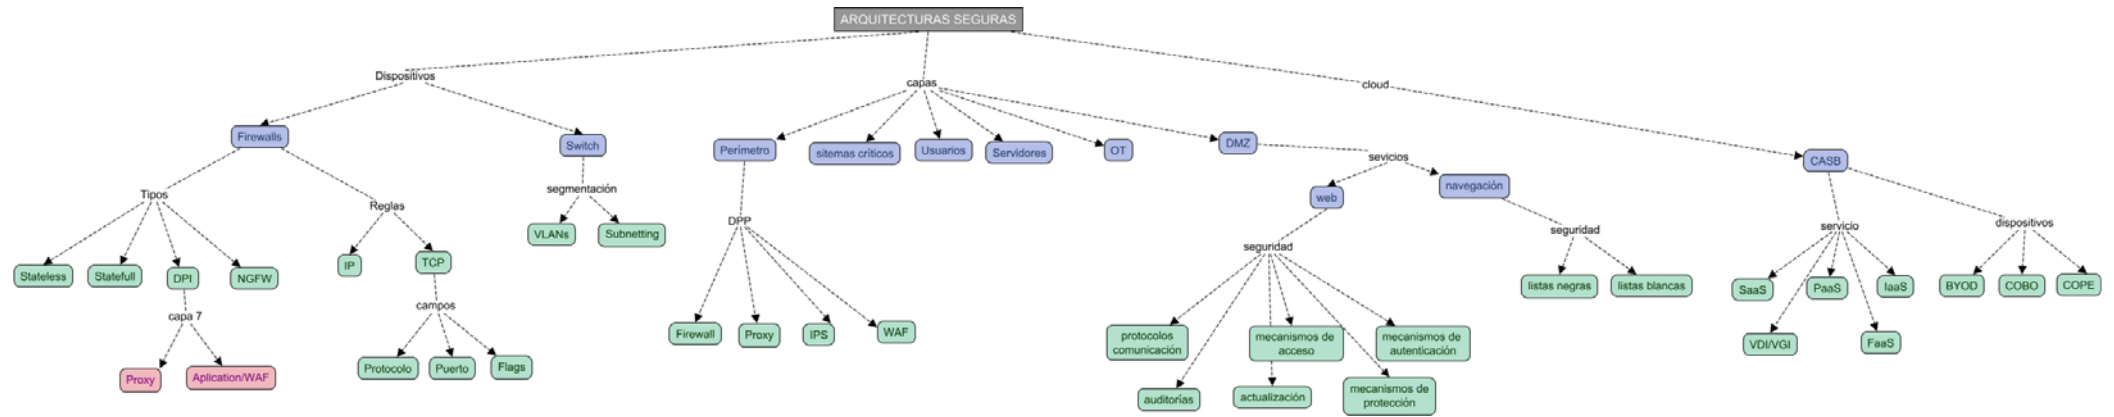 ARQUITECTURAS SEGURAS
Dispositivos
capas
cloud
Firewalls
Switch
Perímetro
sitemas críticos
Usuarios
Servidores
OT
DMZ
sevicios
CASB
Tipos
Reglas
segmentación
DPP
web
navegación
servicio
dispositivos
VLANs
Subnetting
seguridad
seguridad
Stateless
Statefull
DPI
NGFW
IP
TCP
listas negras
listas blancas
SaaS
PaaS
IaaS
BYOD
COBO
COPE
capa 7
campos
Firewall
Proxy
IPS
WAF
protocolos
comunicación
mecanismos de
acceso
mecanismos de
autenticación
VDI/VGI
FaaS
Proxy
Aplication/WAF
Protocolo
Puerto
Flags
auditorías
actualización
mecanismos de
protección